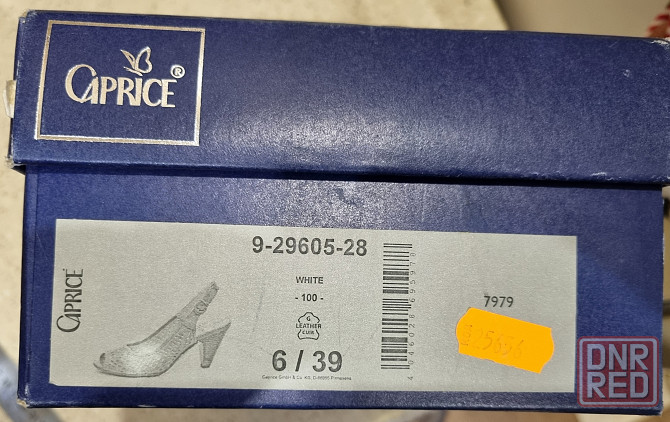 CAPRICE®
CAPRICE
9-29605-28
WHITE
- 100 -
G
LEATHER
CUIR
6 / 39
7979
DNR
RED